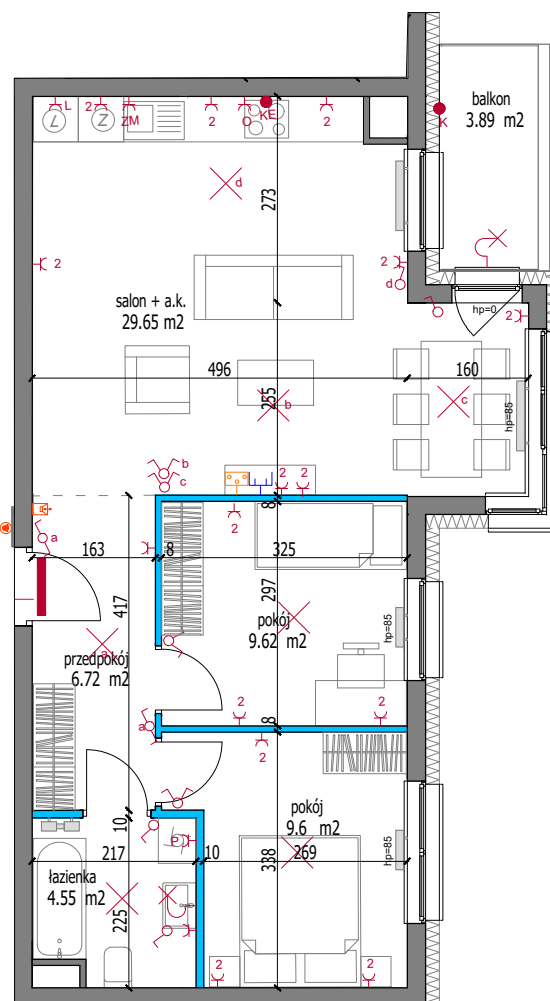 L
2
ZM
2
O
KE
2
L
Z
K
balkon
3.89 m2
d
273
2
2
d
salon + a.k.
29.65 m2
hp=0
2
496
255
b
160
c
hp=85
b
c
2
2
a
8
2
163
8
325
417
297
pokój
9.62 m2
hp=85
a
przedpokój
6.72 m2
2
2
a
8
2
pokój
9.6 m2
10
P
217
10
338
269
hp=85
łazienka
4.55 m2
225
2
2